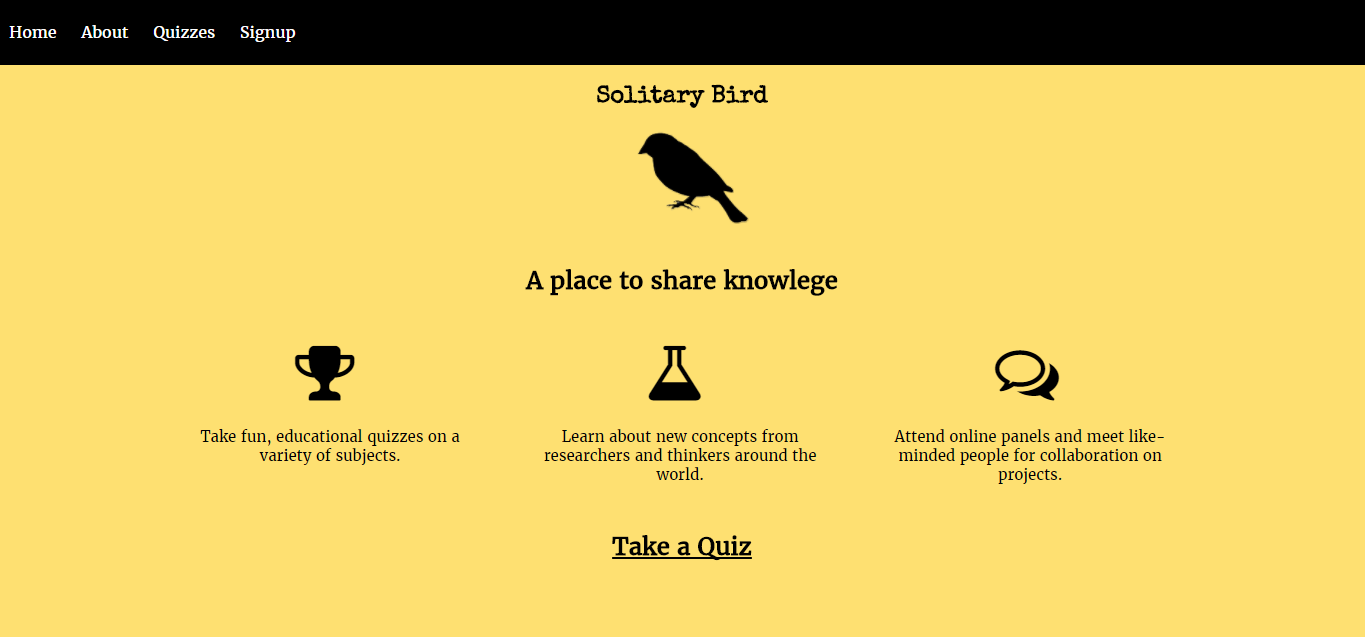 Home About Quizzes Signup
Solitary Bird
A place to share knowlege
Take fun, educational quizzes on a
variety of subjects.
Learn about new concepts from
researchers and thinkers around the
world.
Attend online panels and meet like-
minded people for collaboration on
projects.
Take a Quiz